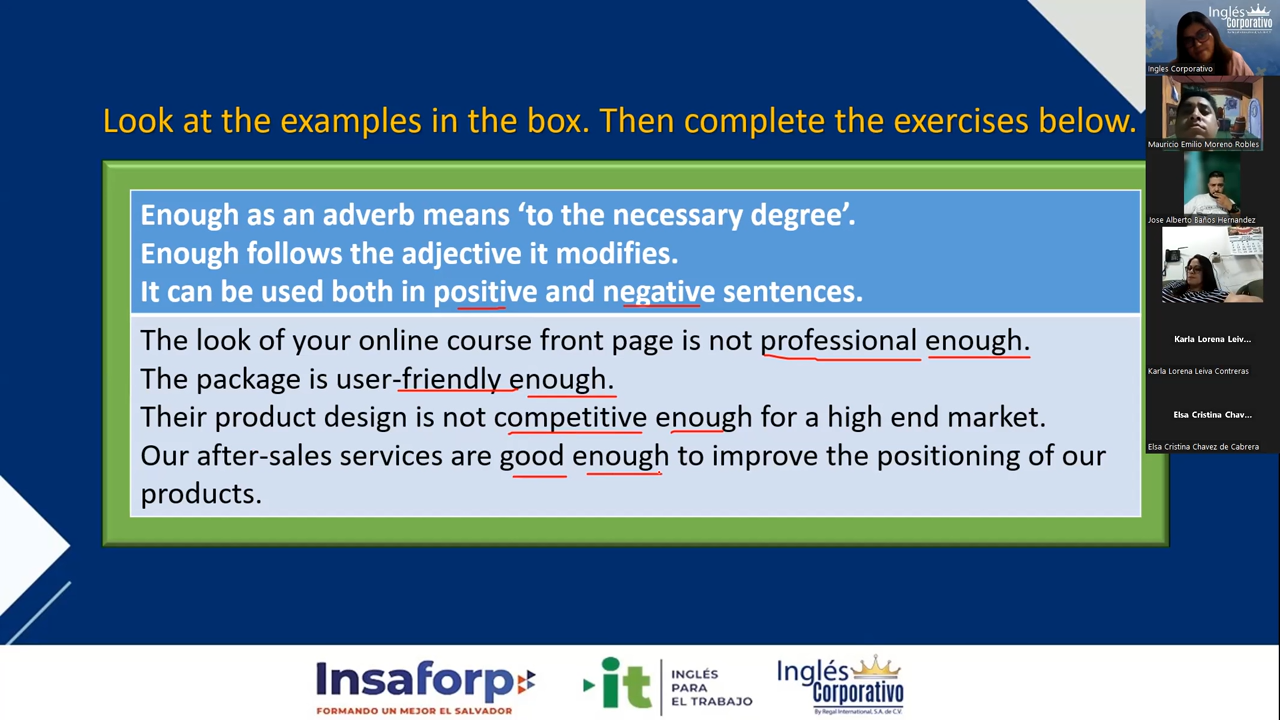 Look at the examples in the box. Then complete the exercises below.
Enough as an adverb means ‘to the necessary degree’.
Enough follows the adjective it modifies.
It can be used both in positive and negative sentences.
The look of your online course front page is not professional enough.
The package is user-friendly enough.
Their product design is not competitive enough for a high end market.
Our after-sales services are good enough to improve the positioning of our
products.
Insaforp
FORMANDO UN MEJOR EL SALVADOR
it
INGLÉS
PARA
EL TRABAJO
Inglés
Corporativo
By Regal International, S.A. de C.V.
Inglés
Corporativo
Ingles Corporativo
Mauricio Emilio Moreno Robles
Jose Alberto Baños Hernandez
Karla Lorena Leiv...
Karla Lorena Leiva Contreras
Elsa Cristina Chav...
Elsa Cristina Chavez de Cabrera